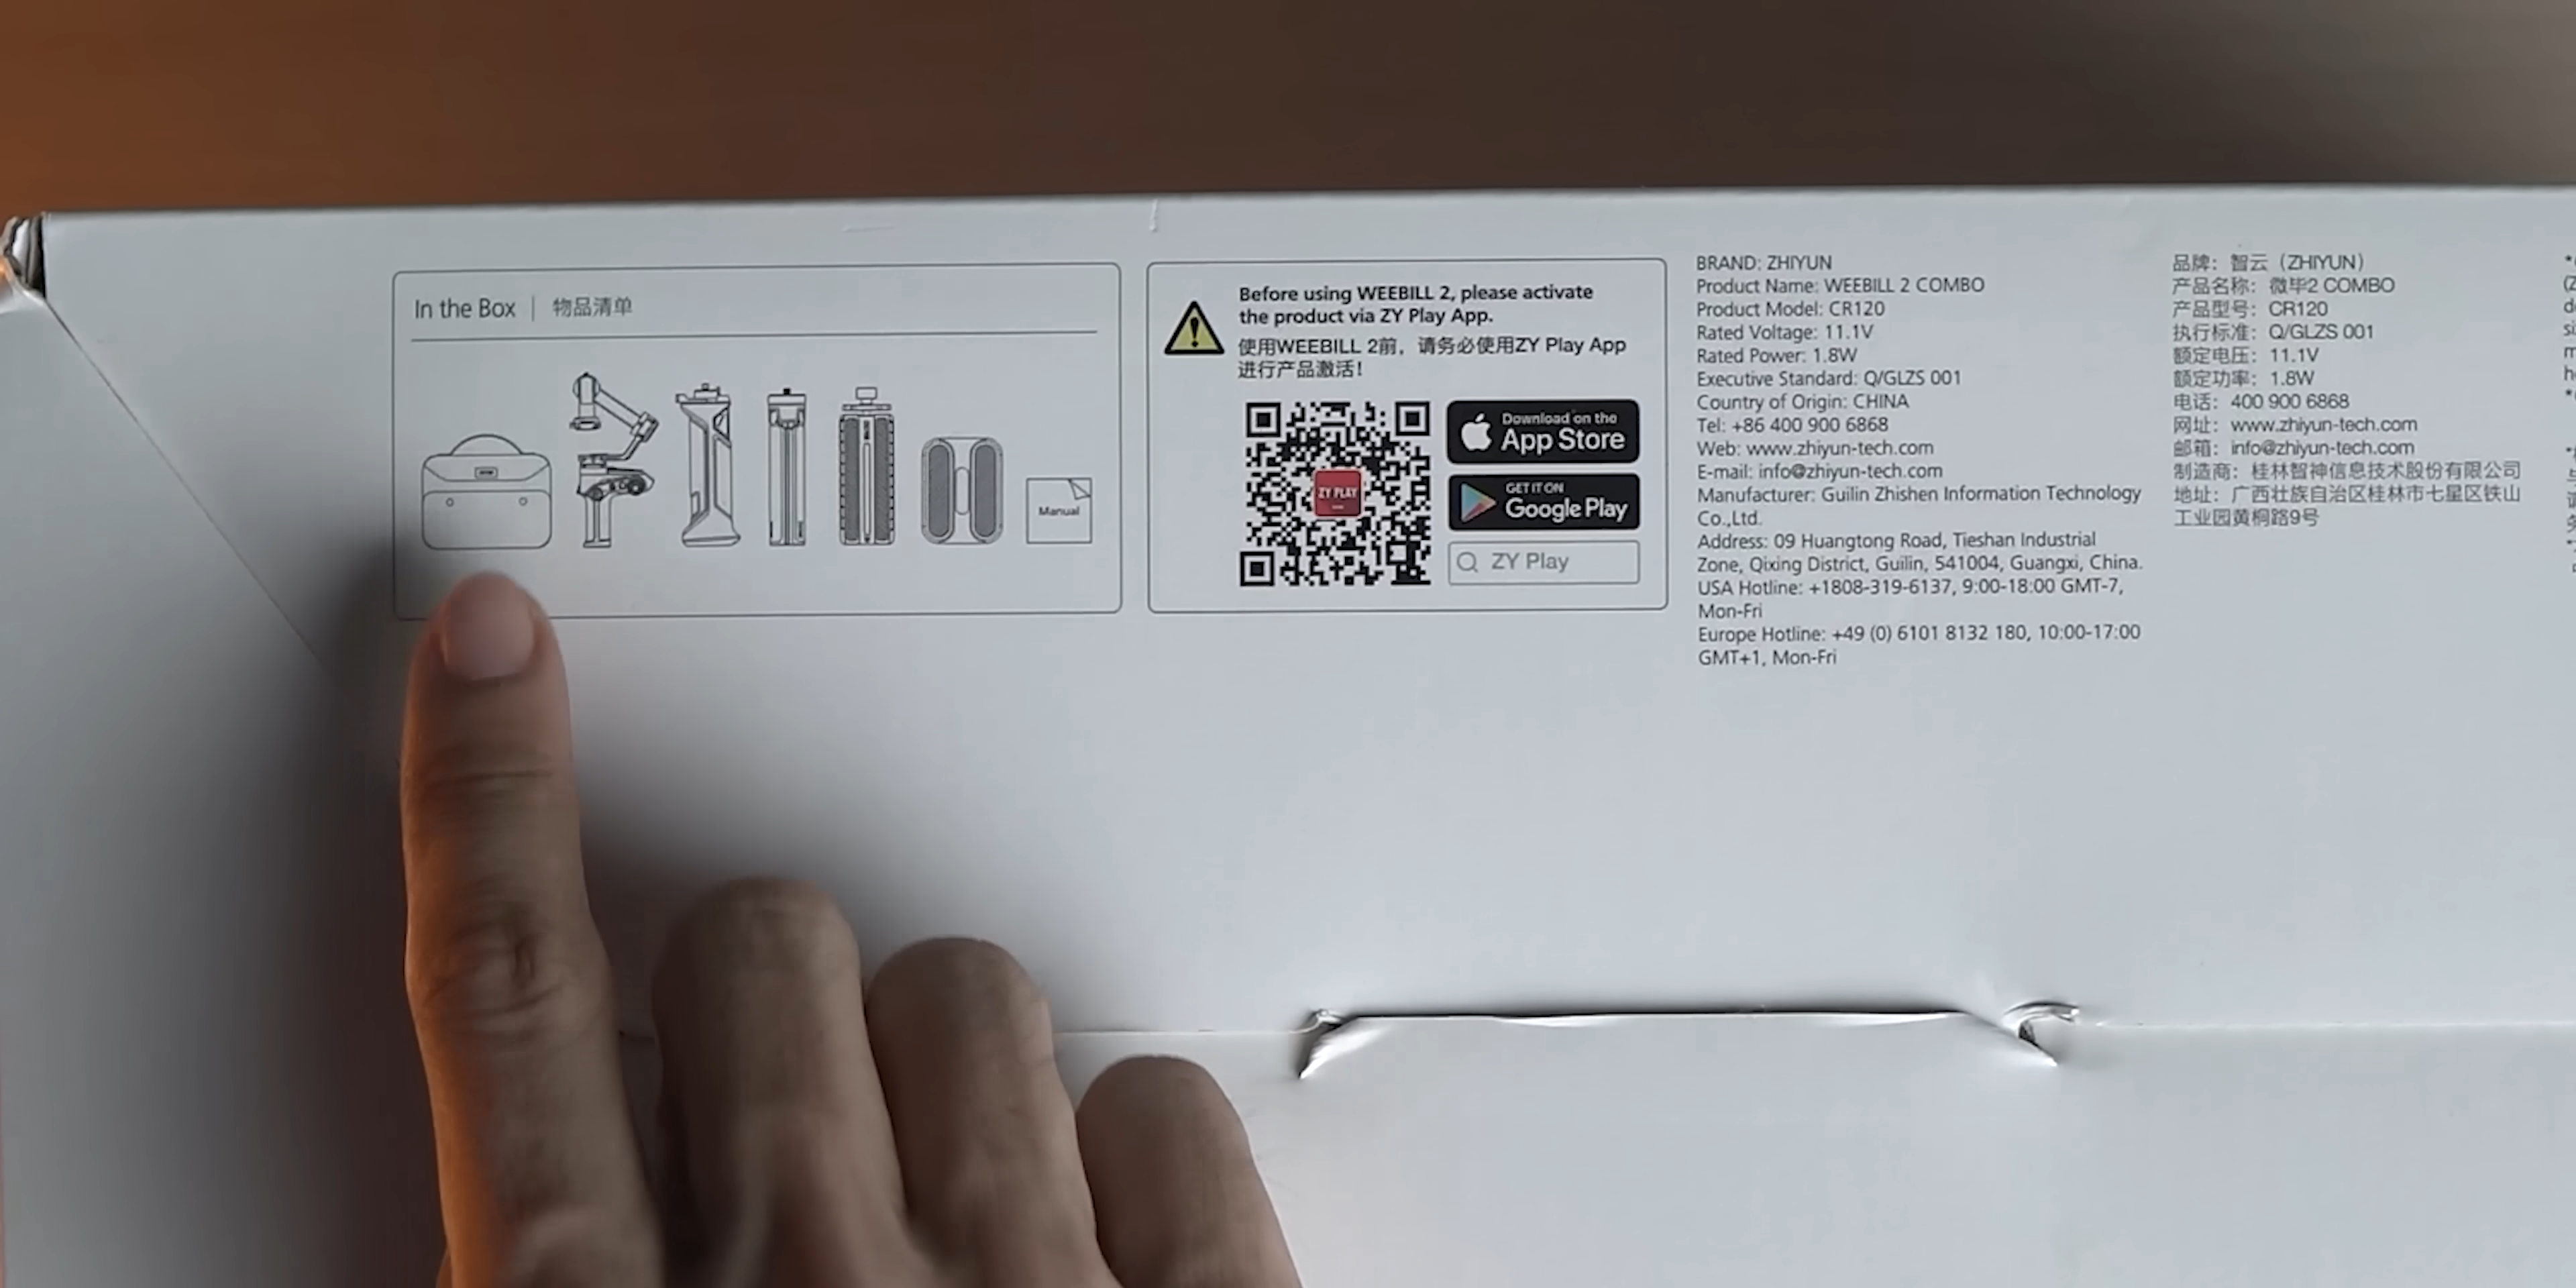 In the Box | 物品清单
Manual
Before using WEEBILL 2, please activate
the product via ZY Play App.
使用WEEBILL 2前，请务必使用ZY Play App
进行产品激活！
ZY PLAY
Download on the
App Store
GET IT ON
Google Play
ZY Play
BRAND: ZHIYUN
Product Name: WEEBILL 2 COMBO
Product Model: CR120
Rated Voltage: 11.1V
Rated Power: 1.8W
Executive Standard: Q/GLZS 001
Country of Origin: CHINA
Tel: +86 400 900 6868
Web: www.zhiyun-tech.com
E-mail: info@zhiyun-tech.com
Manufacturer: Guilin Zhishen Information Technology
Co.,Ltd.
Address: 09 Huangtong Road, Tieshan Industrial
Zone, Qixing District, Guilin, 541004, Guangxi, China.
USA Hotline: +1808-319-6137, 9:00-18:00 GMT-7,
Mon-Fri
Europe Hotline: +49 (0) 6101 8132 180, 10:00-17:00
GMT+1, Mon-Fri
品牌：智云（ZHIYUN）
产品名称：微毕2 COMBO
产品型号：CR120
执行标准：Q/GLZS 001
额定电压：11.1V
额定功率：1.8W
电话：400 900 6868
网址：www.zhiyun-tech.com
邮箱：info@zhiyun-tech.com
制造商：桂林智神信息技术股份有限公司
地址：广西壮族自治区桂林市七星区铁山
工业园黄桐路9号